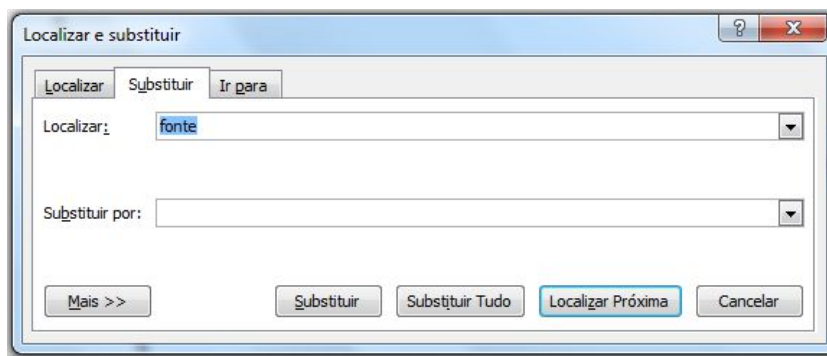 Localizar e substituir
Localizar Substituir Ir para
Localizar: fonte
Substituir por:
Mais >> Substituir Substituir Tudo Localizar Próxima Cancelar